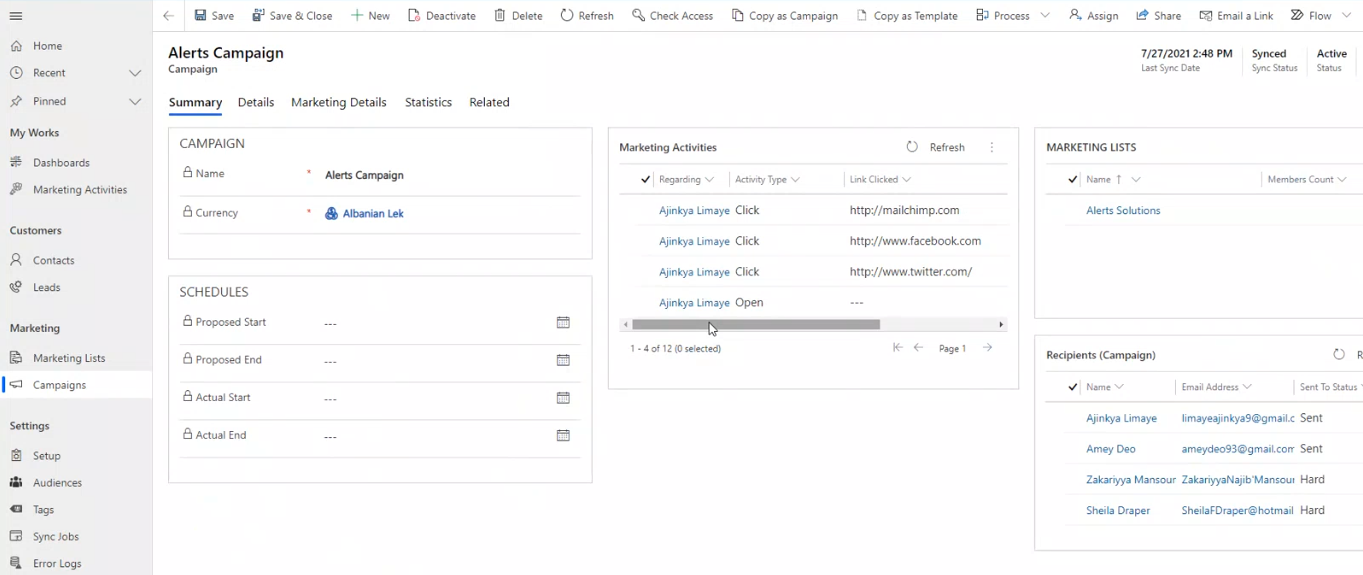 Save
Save & Close
New
Deactivate
Delete
Refresh
Check Access
Copy as Campaign
Copy as Template
Process
Assign
Share
Email a Link
Flow
Home
Recent
Pinned
My Works
Dashboards
Marketing Activities
Customers
Contacts
Leads
Marketing
Marketing Lists
Campaigns
Settings
Setup
Audiences
Tags
Sync Jobs
Error Logs
Alerts Campaign
Campaign
7/27/2021 2:48 PM
Last Sync Date
Synced
Sync Status
Active
Status
Summary Details Marketing Details Statistics Related
CAMPAIGN
Name * Alerts Campaign
Currency * Albanian Lek
SCHEDULES
Proposed Start ---
Proposed End ---
Actual Start ---
Actual End ---
Marketing Activities Refresh
Regarding Activity Type Link Clicked
Ajinkya Limaye Click http://mailchimp.com
Ajinkya Limaye Click http://www.facebook.com
Ajinkya Limaye Click http://www.twitter.com/
Ajinkya Limaye Open ---
1 - 4 of 12 (0 selected) Page 1
MARKETING LISTS
Name ↑ Members Count
Alerts Solutions
Recipients (Campaign) R
Name Email Address Sent To Status
Ajinkya Limaye limayeajinkya9@gmail.c Sent
Amey Deo ameydeo93@gmail.com Sent
Zakariyya Mansour ZakariyyaNajib'Mansour Hard
Sheila Draper SheilaFDraper@hotmail Hard